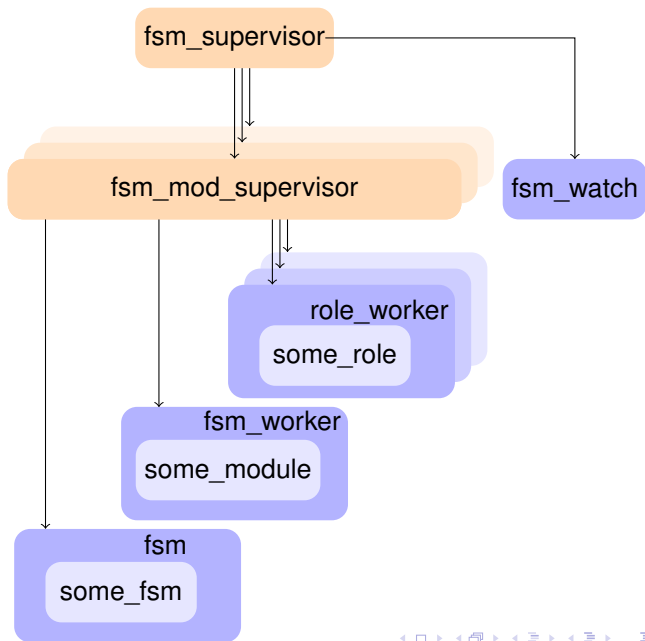 fsm_supervisor
fsm_mod_supervisor
fsm_watch
role_worker
some_role
fsm_worker
some_module
fsm
some_fsm